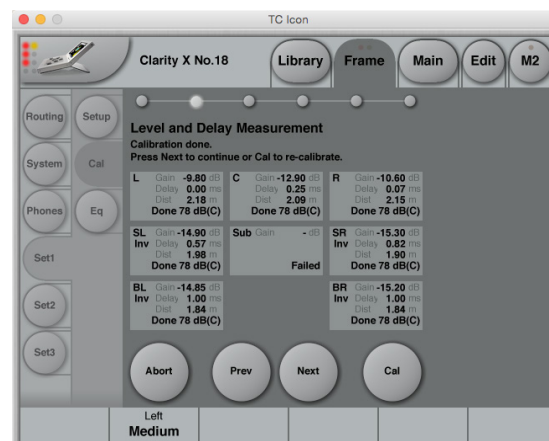 TC Icon
Clarity X No.18
Library
Frame
Main
Edit
M2
Routing
Setup
System
Cal
Phones
Eq
Set1
Set2
Set3
Level and Delay Measurement
Calibration done.
Press Next to continue or Cal to re-calibrate.
L Gain -9.80 dB
Delay 0.00 ms
Dist 2.18 m
Done 78 dB(C)
C Gain -12.90 dB
Delay 0.25 ms
Dist 2.09 m
Done 78 dB(C)
R Gain -10.60 dB
Delay 0.07 ms
Dist 2.15 m
Done 78 dB(C)
SL Gain -14.90 dB
Inv Delay 0.57 ms
Dist 1.98 m
Done 78 dB(C)
Sub Gain - dB
Failed
SR Gain -15.30 dB
Inv Delay 0.82 ms
Dist 1.90 m
Done 78 dB(C)
BL Gain -14.85 dB
Inv Delay 1.00 ms
Dist 1.84 m
Done 78 dB(C)
BR Gain -15.20 dB
Inv Delay 1.00 ms
Dist 1.84 m
Done 78 dB(C)
Abort
Prev
Next
Cal
Left
Medium